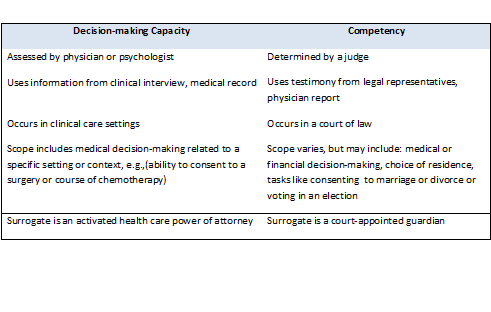 Decision-making Capacity Competency
Assessed by physician or psychologist Determined by a judge
Uses information from clinical interview, medical record Uses testimony from legal representatives,
physician report
Occurs in clinical care settings Occurs in a court of law
Scope includes medical decision-making related to a Scope varies, but may include: medical or
specific setting or context, e.g.,(ability to consent to a financial decision-making, choice of residence,
surgery or course of chemotherapy) tasks like consenting to marriage or divorce or
voting in an election
Surrogate is an activated health care power of attorney Surrogate is a court-appointed guardian